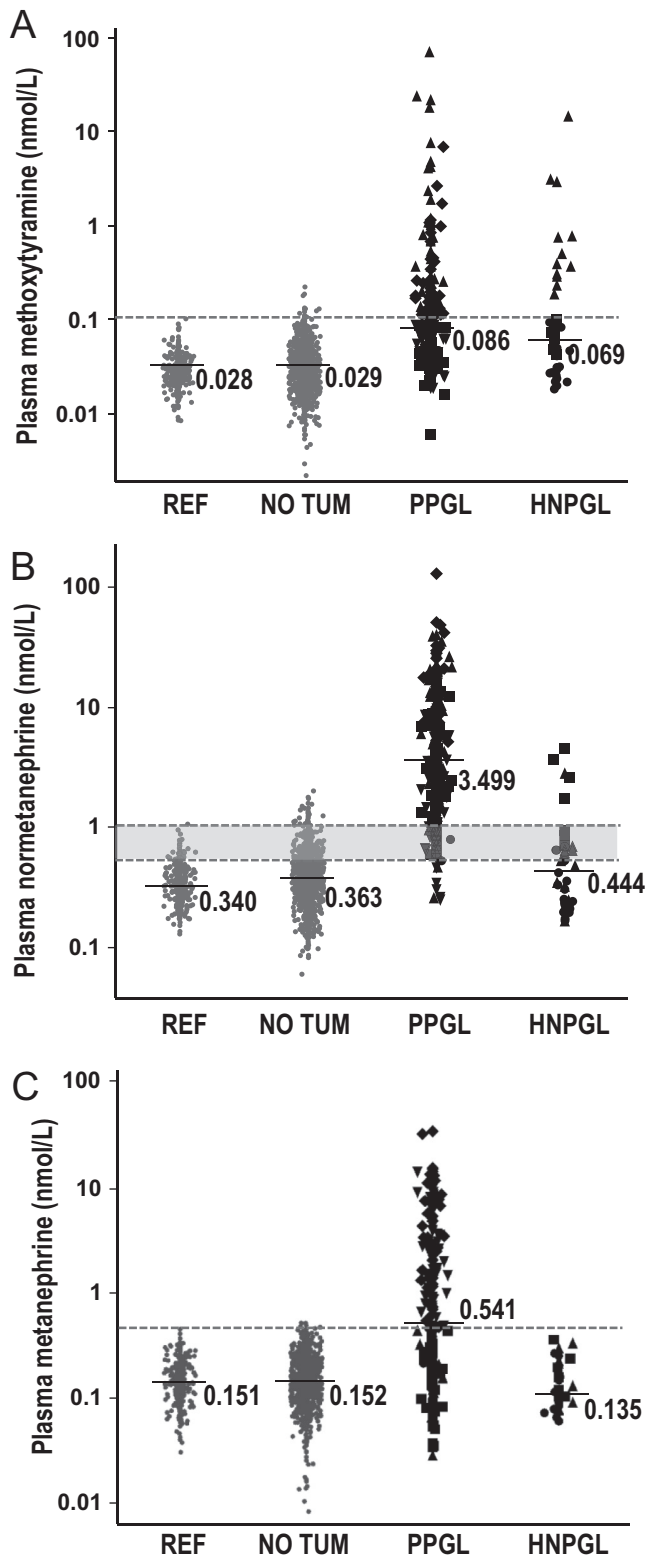 A
Plasma methoxytyramine (nmol/L)
100
10
1
0.1
0.01
0.028
0.029
0.086
0.069
REF NO TUM PPGL HNPGL
B
Plasma normetanephrine (nmol/L)
100
10
1
0.1
0.340
0.363
3.499
0.444
REF NO TUM PPGL HNPGL
C
Plasma metanephrine (nmol/L)
100
10
1
0.1
0.01
0.151
0.152
0.541
0.135
REF NO TUM PPGL HNPGL